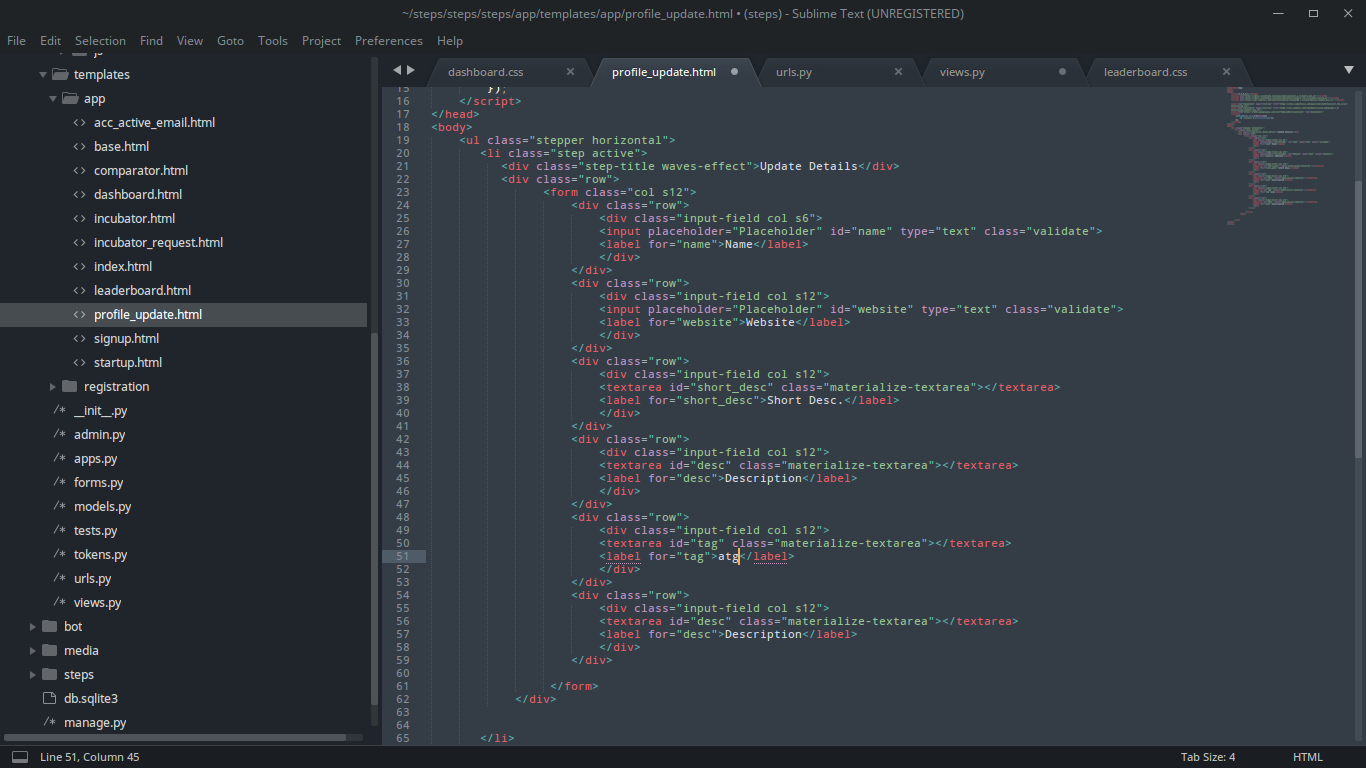 ~/steps/steps/steps/app/templates/app/profile_update.html • (steps) - Sublime Text (UNREGISTERED)
File Edit Selection Find View Goto Tools Project Preferences Help
js
templates
app
acc_active_email.html
base.html
comparator.html
dashboard.html
incubator.html
incubator_request.html
index.html
leaderboard.html
profile_update.html
signup.html
startup.html
registration
/* __init__.py
/* admin.py
/* apps.py
/* forms.py
/* models.py
/* tests.py
/* tokens.py
/* urls.py
/* views.py
bot
media
steps
db.sqlite3
/* manage.py
dashboard.css profile_update.html urls.py views.py leaderboard.css
15 });
16 </script>
17 </head>
18 <body>
19 <ul class="stepper horizontal">
20 <li class="step active">
21 <div class="step-title waves-effect">Update Details</div>
22 <div class="row">
23 <form class="col s12">
24 <div class="row">
25 <div class="input-field col s6">
26 <input placeholder="Placeholder" id="name" type="text" class="validate">
27 <label for="name">Name</label>
28 </div>
29 </div>
30 <div class="row">
31 <div class="input-field col s12">
32 <input placeholder="Placeholder" id="website" type="text" class="validate">
33 <label for="website">Website</label>
34 </div>
35 </div>
36 <div class="row">
37 <div class="input-field col s12">
38 <textarea id="short_desc" class="materialize-textarea"></textarea>
39 <label for="short_desc">Short Desc.</label>
40 </div>
41 </div>
42 <div class="row">
43 <div class="input-field col s12">
44 <textarea id="desc" class="materialize-textarea"></textarea>
45 <label for="desc">Description</label>
46 </div>
47 </div>
48 <div class="row">
49 <div class="input-field col s12">
50 <textarea id="tag" class="materialize-textarea"></textarea>
51 <label for="tag">atg</label>
52 </div>
53 </div>
54 <div class="row">
55 <div class="input-field col s12">
56 <textarea id="desc" class="materialize-textarea"></textarea>
57 <label for="desc">Description</label>
58 </div>
59 </div>
60
61 </form>
62 </div>
63
64
65 </li>
Line 51, Column 45 Tab Size: 4 HTML